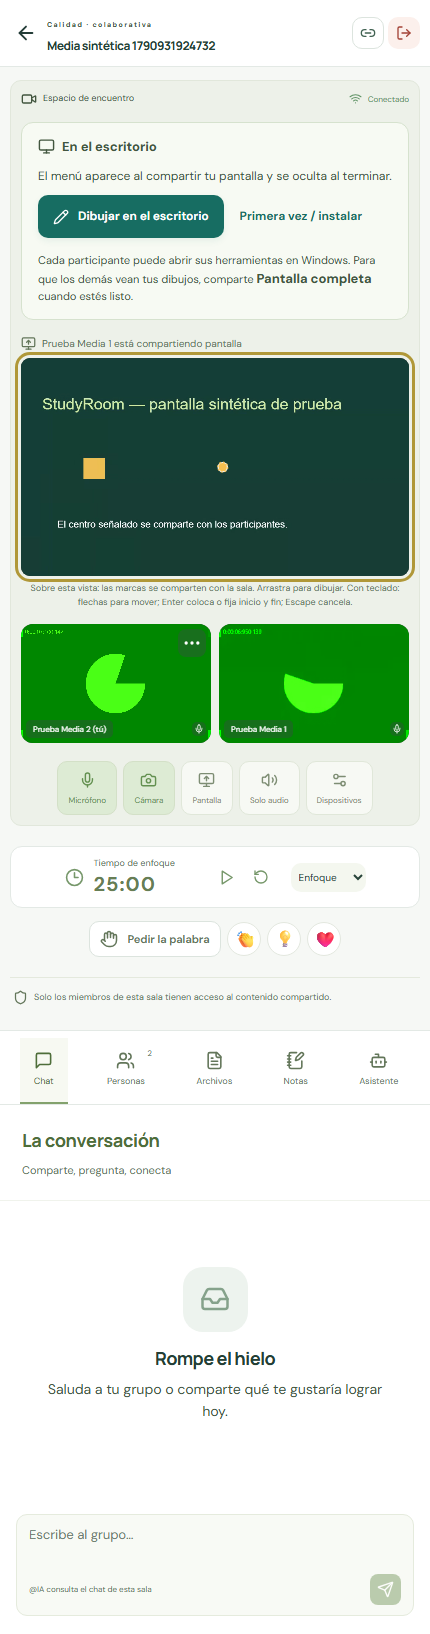 Calidad · colaborativa
Media sintética 1790931924732
Espacio de encuentro
Conectado
En el escritorio
El menú aparece al compartir tu pantalla y se oculta al terminar.
Dibujar en el escritorio
Primera vez / instalar
Cada participante puede abrir sus herramientas en Windows. Para
que los demás vean tus dibujos, comparte Pantalla completa
cuando estés listo.
Prueba Media 1 está compartiendo pantalla
StudyRoom — pantalla sintética de prueba
El centro señalado se comparte con los participantes.
Sobre esta vista: las marcas se comparten con la sala. Arrastra para dibujar. Con teclado:
flechas para mover; Enter coloca o fija inicio y fin; Escape cancela.
Prueba Media 2 (tú)
Prueba Media 1
Micrófono
Cámara
Pantalla
Solo audio
Dispositivos
Tiempo de enfoque
25:00
Enfoque
Pedir la palabra
Solo los miembros de esta sala tienen acceso al contenido compartido.
Chat
Personas
2
Archivos
Notas
Asistente
La conversación
Comparte, pregunta, conecta
Rompe el hielo
Saluda a tu grupo o comparte qué te gustaría lograr
hoy.
Escribe al grupo...
@IA consulta el chat de esta sala